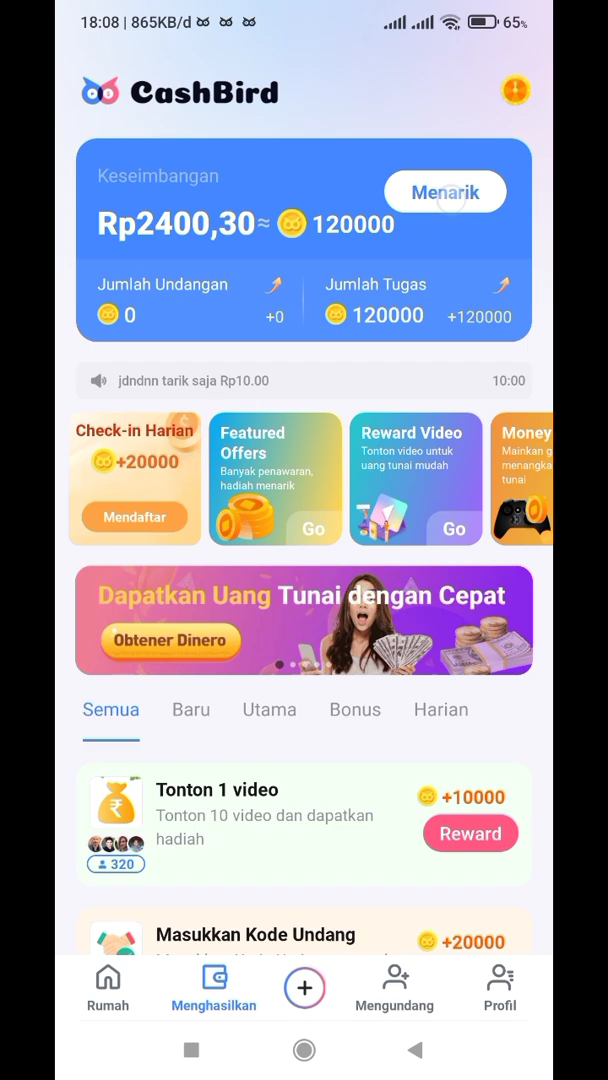 18:08 | 865KB/d
65%
CashBird
Keseimbangan
Menarik
Rp2400,30≈ 120000
Jumlah Undangan
Jumlah Tugas
0 +0
120000 +120000
jdndnn tarik saja Rp10.00 10:00
Check-in Harian
+20000
Mendaftar
Featured
Offers
Banyak penawaran,
hadiah menarik
Go
Reward Video
Tonton video untuk
uang tunai mudah
Go
Money
Mainkan g
menangka
tunai
Dapatkan Uang Tunai dengan Cepat
Obtener Dinero
Semua Baru Utama Bonus Harian
Tonton 1 video
+10000
Tonton 10 video dan dapatkan
hadiah
Reward
320
Masukkan Kode Undang
+20000
Rumah Menghasilkan Mengundang Profil